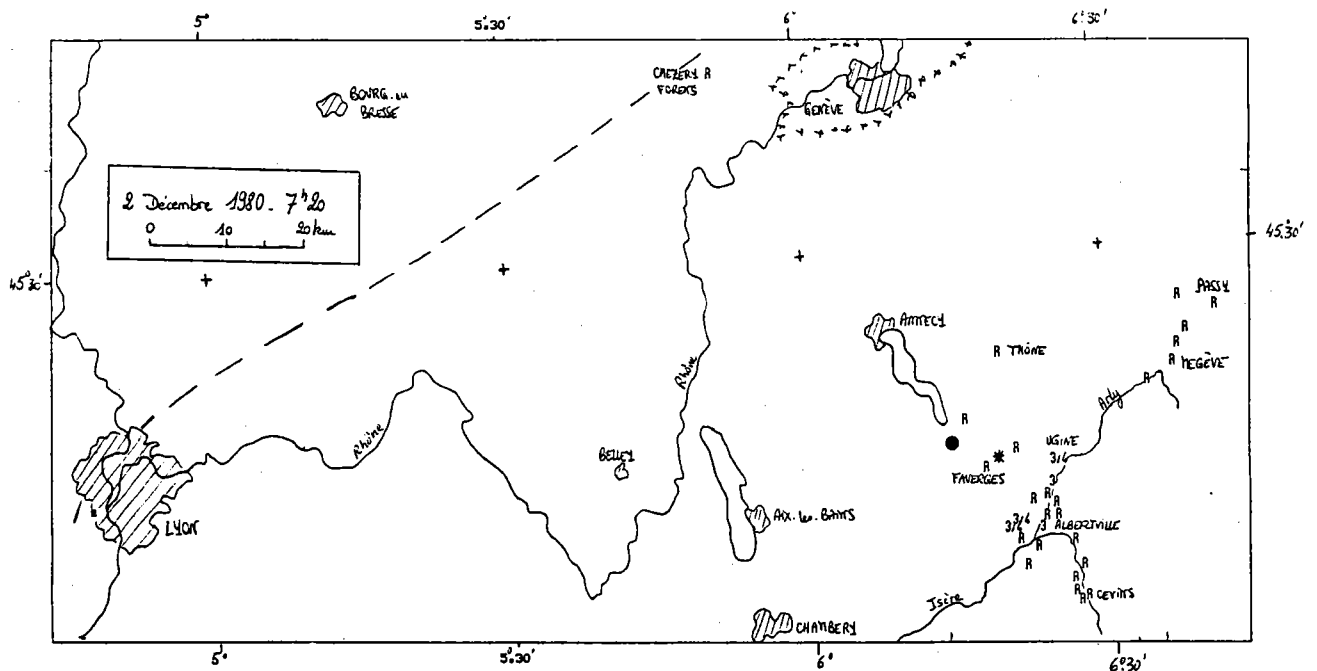 5° 5°30' 6° 6°30'
BOURG en
BRESSE
CHEZERY R
FORENS
GENÈVE
2 Décembre 1980 - 7h20
0 10 20 km
45°30'
45°30'
PASSY
R
R
ANNECY
R THÔNE
R
R
R
MEGÈVE
R
Rhône
Arly
R
Rhône
BELLEY
UGINE
R
3/4
R
FAVERGES
3
R
R
R
R
R
AIX-les-BAINS
3/4
3
ALBERTVILLE
LYON
R
R
R
R
R
R
R
R
R
CEVINS
Isère
CHAMBERY
5° 5°30' 6° 6°30'